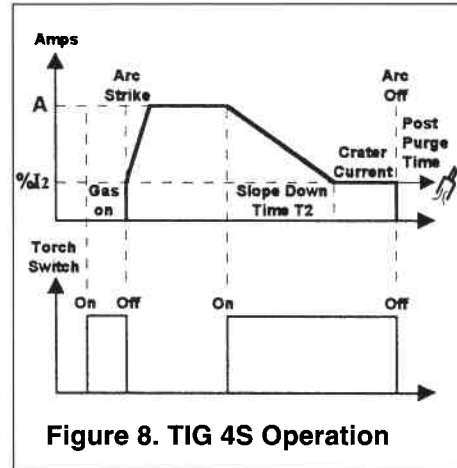 Amps
Arc Strike
Arc Off
A
Post Purge Time
Crater Current
%I2
Gas on
Slope Down Time T2
Torch Switch
On Off On Off
Figure 8. TIG 4S Operation